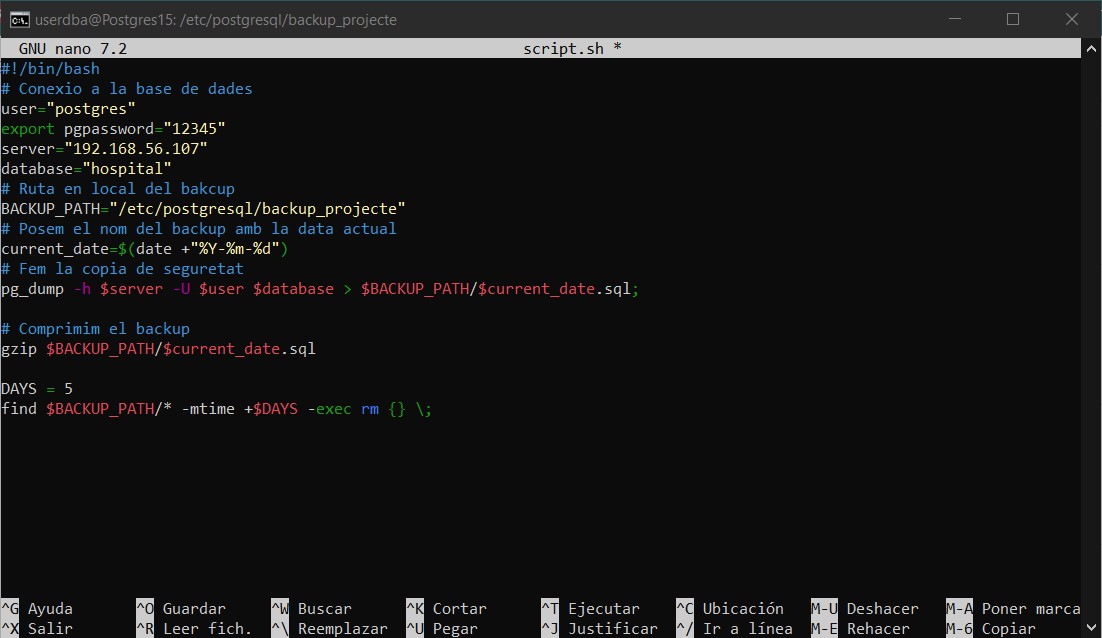 userdba@Postgres15: /etc/postgresql/backup_projecte
GNU nano 7.2 script.sh *
#!/bin/bash
# Conexio a la base de dades
user="postgres"
export pgpassword="12345"
server="192.168.56.107"
database="hospital"
# Ruta en local del bakcup
BACKUP_PATH="/etc/postgresql/backup_projecte"
# Posem el nom del backup amb la data actual
current_date=$(date +"%Y-%m-%d")
# Fem la copia de seguretat
pg_dump -h $server -U $user $database > $BACKUP_PATH/$current_date.sql;
# Comprimim el backup
gzip $BACKUP_PATH/$current_date.sql
DAYS = 5
find $BACKUP_PATH/* -mtime +$DAYS -exec rm {} \;
^G Ayuda ^O Guardar ^W Buscar ^K Cortar ^T Ejecutar ^C Ubicación M-U Deshacer M-A Poner marca
^X Salir ^R Leer fich. ^\ Reemplazar ^U Pegar ^J Justificar ^/ Ir a línea M-E Rehacer M-6 Copiar